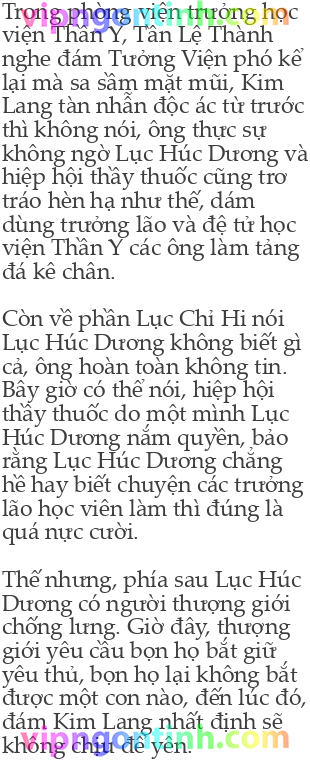 Trong phòng viện trưởng học
viện Thần Y, Tần Lệ Thành
nghe đám Tưởng Viện phó kể
lại mà sa sầm mặt mũi, Kim
Lang tàn nhẫn độc ác từ trước
thì không nói, ông thực sự
không ngờ Lục Húc Dương và
hiệp hội thầy thuốc cũng trơ
tráo hèn hạ như thế, dám
dùng trưởng lão và đệ tử học
viện Thần Y các ông làm tảng
đá kê chân.

Còn về phần Lục Chi Hi nói
Lục Húc Dương không biết gì
cả, ông hoàn toàn không tin.
Bây giờ có thể nói, hiệp hội
thầy thuốc do một mình Lục
Húc Dương nắm quyền, bảo
rằng Lục Húc Dương chẳng
hề hay biết chuyện các trưởng
lão học viên làm thì đúng là
quá nực cười.

Thế nhưng, phía sau Lục Húc
Dương có người thượng giới
chống lưng. Giờ đây, thượng
giới yêu cầu bọn họ bắt giữ
yêu thủ, bọn họ lại không bắt
được một con nào, đến lúc đó,
đám Kim Lang nhất định sẽ
không chịu để yên.
vipngontinh.com
vipngontinh.com